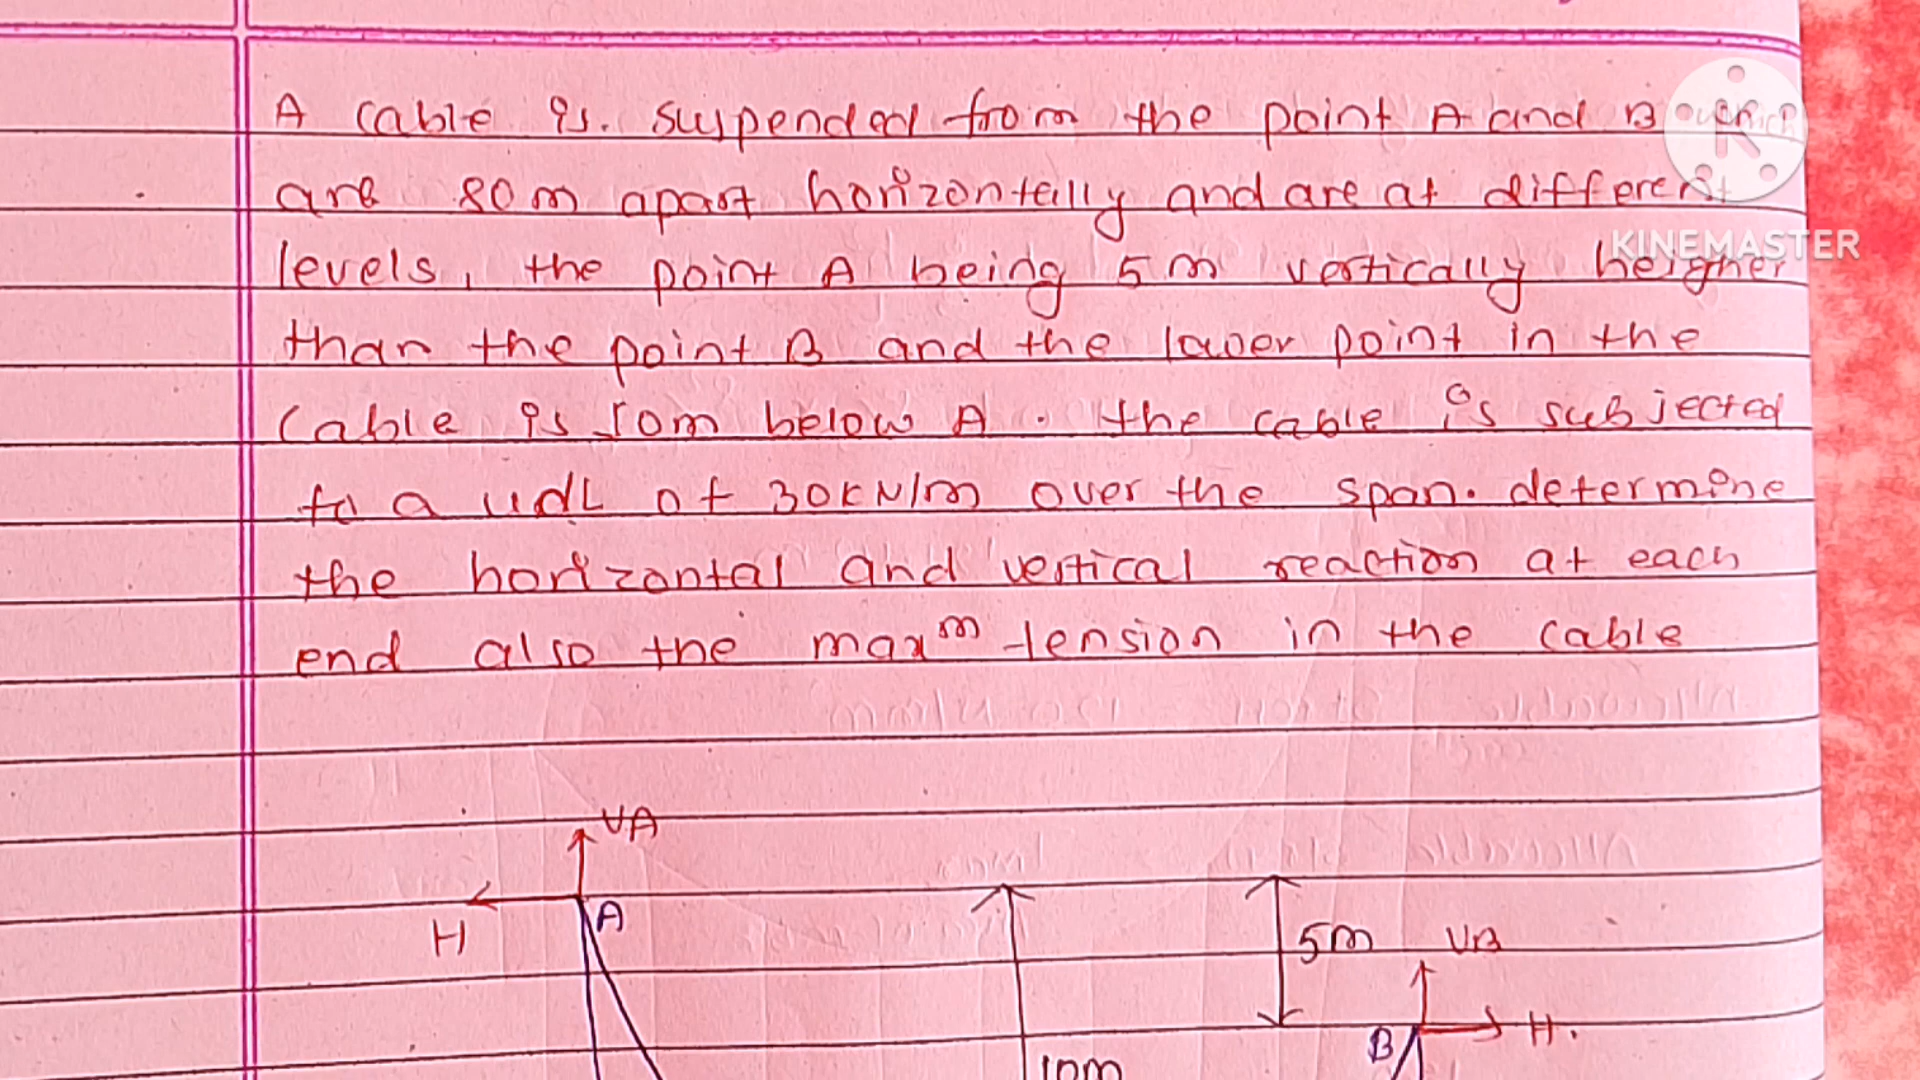 A cable is. suspended from the point A and B which
are 80m apart horizontally and are at different
levels, the point A being 5m vertically heigher
than the point B and the lower point in the
cable is 10m below A. the cable is subjected
to a udL of 30kN/m over the span. determine
the horizontal and vertical reaction at each
end also the maxᵐ tension in the cable
VA
H
A
5m
VB
B
H.
10m
KINEMASTER